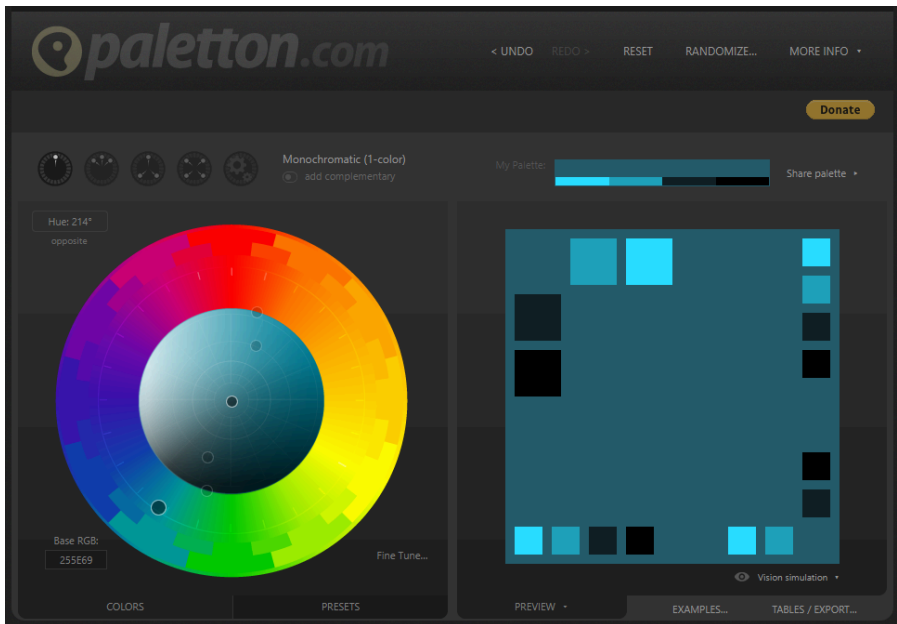 paletton.com
< UNDO REDO > RESET RANDOMIZE... MORE INFO
Donate
Monochromatic (1-color)
add complementary
My Palette:
Share palette
Hue: 214°
opposite
Base RGB:
255E69
Fine Tune...
Vision simulation
COLORS PRESETS PREVIEW EXAMPLES... TABLES / EXPORT...